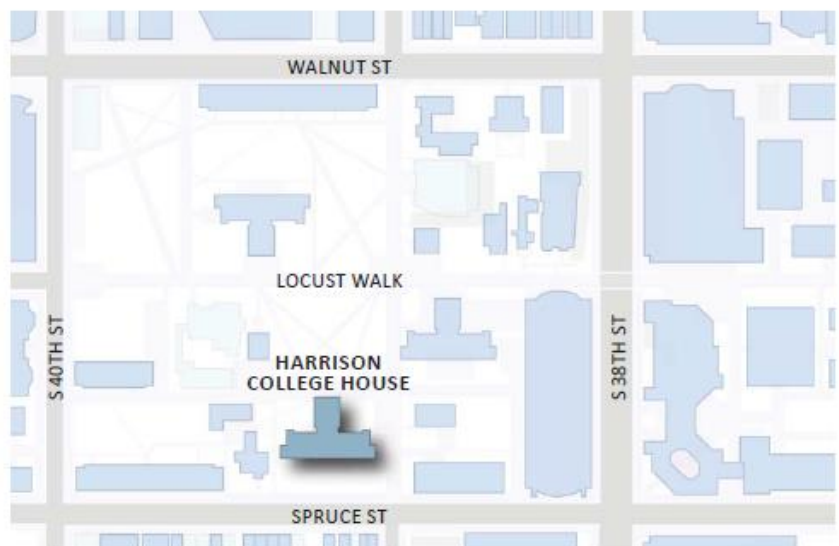 WALNUT ST
LOCUST WALK
S 40TH ST
HARRISON
COLLEGE HOUSE
S 38TH ST
SPRUCE ST